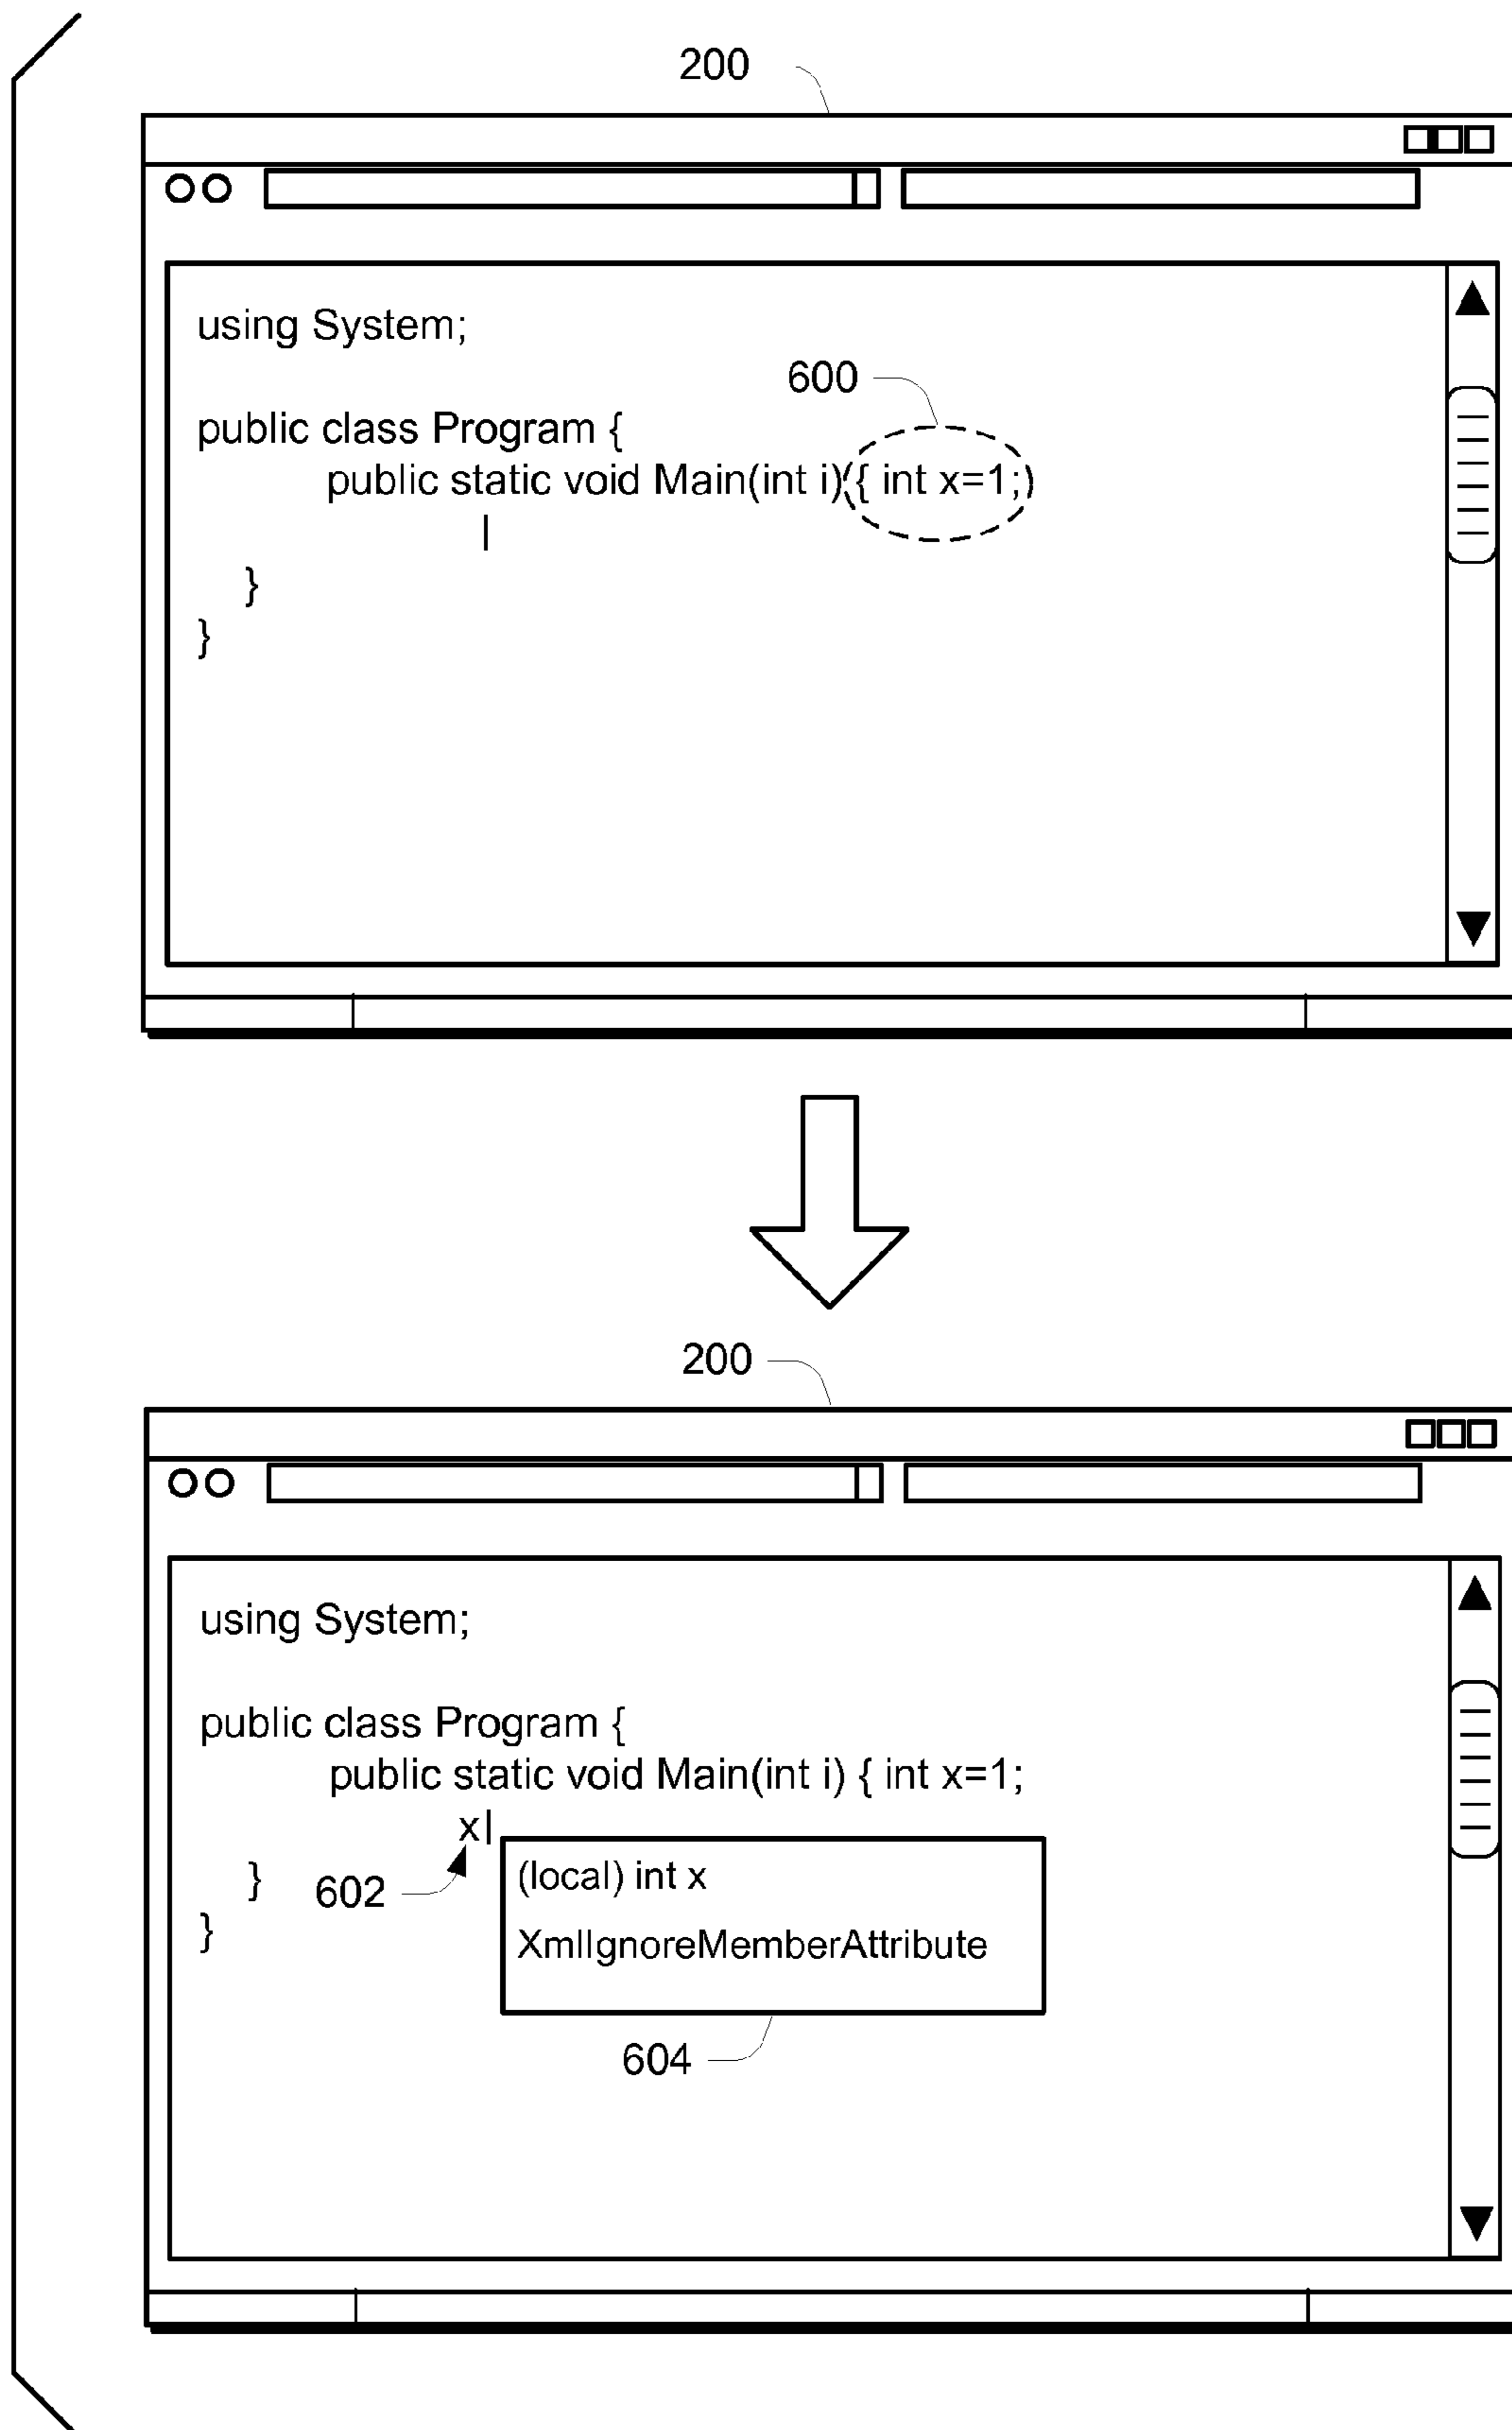 200
using System;
600
public class Program {
public static void Main(int i) { int x=1;
|
}
}
200
using System;
public class Program {
public static void Main(int i) { int x=1;
x|
(local) int x
} 602
XmlIgnoreMemberAttribute
}
604